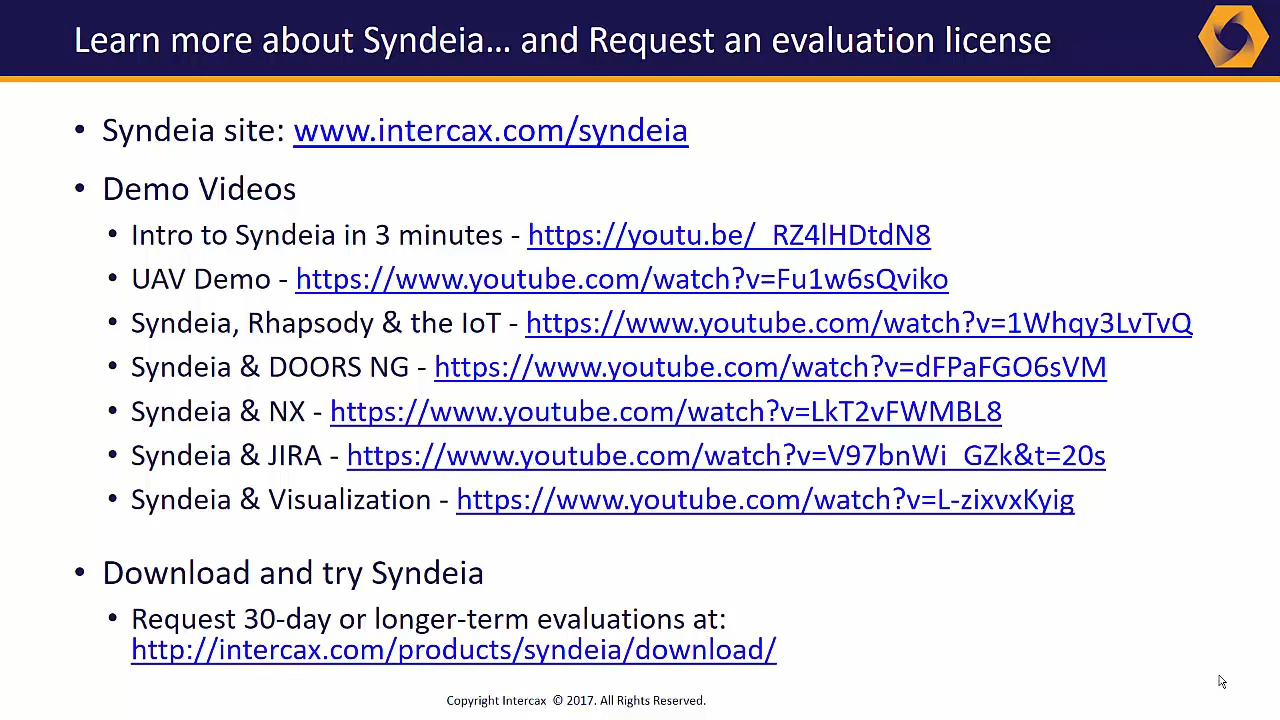 Learn more about Syndeia... and Request an evaluation license
• Syndeia site: www.intercax.com/syndeia
• Demo Videos
• Intro to Syndeia in 3 minutes - https://youtu.be/_RZ4lHDtdN8
• UAV Demo - https://www.youtube.com/watch?v=Fu1w6sQviko
• Syndeia, Rhapsody & the IoT - https://www.youtube.com/watch?v=1Whqy3LvTvQ
• Syndeia & DOORS NG - https://www.youtube.com/watch?v=dFPaFGO6sVM
• Syndeia & NX - https://www.youtube.com/watch?v=LkT2vFWMBL8
• Syndeia & JIRA - https://www.youtube.com/watch?v=V97bnWi_GZk&t=20s
• Syndeia & Visualization - https://www.youtube.com/watch?v=L-zixvxKyig
• Download and try Syndeia
• Request 30-day or longer-term evaluations at:
http://intercax.com/products/syndeia/download/
Copyright Intercax © 2017. All Rights Reserved.